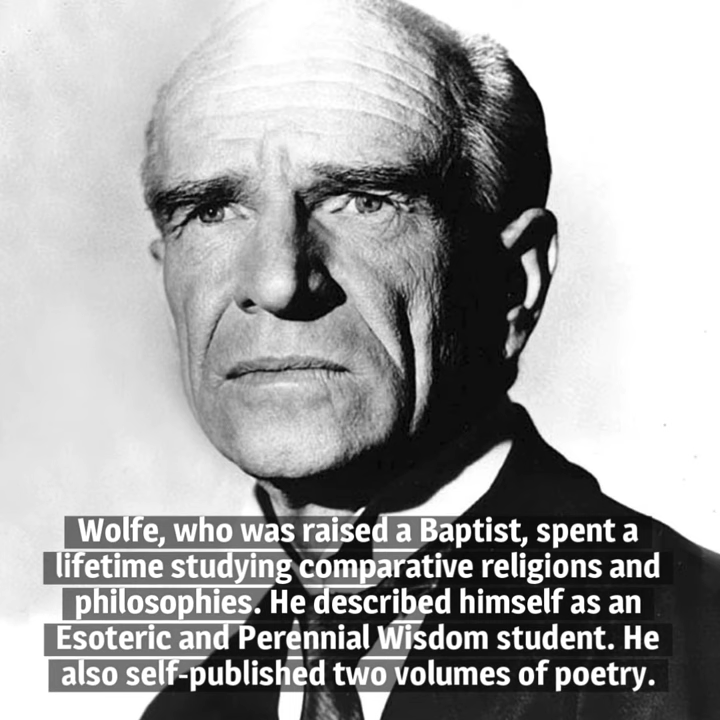 Wolfe, who was raised a Baptist, spent a
lifetime studying comparative religions and
philosophies. He described himself as an
Esoteric and Perennial Wisdom student. He
also self-published two volumes of poetry.